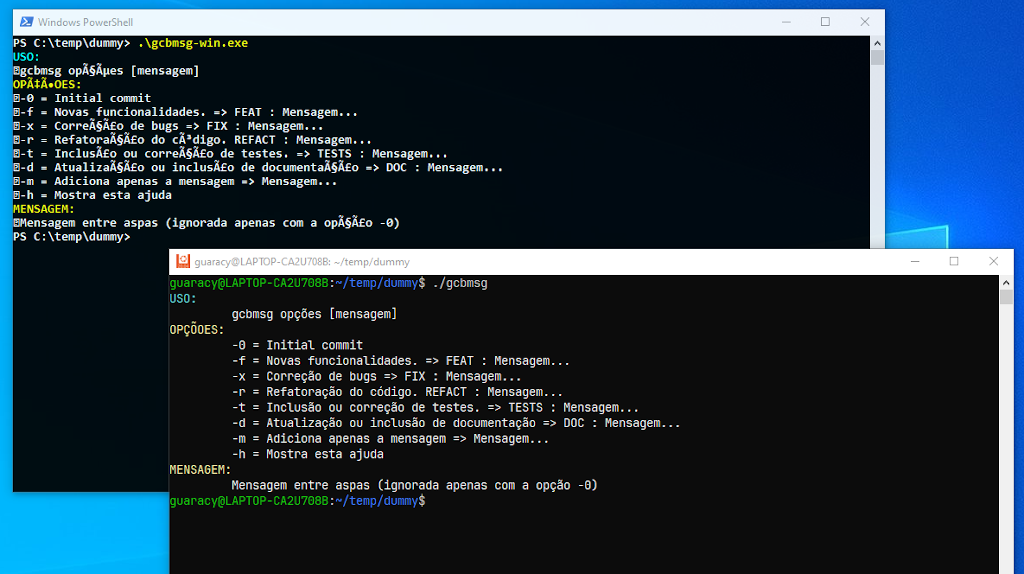 Windows PowerShell
PS C:\temp\dummy> .\gcbmsg-win.exe
USO:
gcbmsg opÃ§Ãµes [mensagem]
OPÃ‡Ã•OES:
-0 = Initial commit
-f = Novas funcionalidades. => FEAT : Mensagem...
-x = CorreÃ§Ã£o de bugs => FIX : Mensagem...
-r = RefatoraÃ§Ã£o do cÃ³digo. REFACT : Mensagem...
-t = InclusÃ£o ou correÃ§Ã£o de testes. => TESTS : Mensagem...
-d = AtualizaÃ§Ã£o ou inclusÃ£o de documentaÃ§Ã£o => DOC : Mensagem...
-m = Adiciona apenas a mensagem => Mensagem...
-h = Mostra esta ajuda
MENSAGEM:
Mensagem entre aspas (ignorada apenas com a opÃ§Ã£o -0)
PS C:\temp\dummy>
guaracy@LAPTOP-CA2U708B: ~/temp/dummy
guaracy@LAPTOP-CA2U708B:~/temp/dummy$ ./gcbmsg
USO:
gcbmsg opções [mensagem]
OPÇÕOES:
-0 = Initial commit
-f = Novas funcionalidades. => FEAT : Mensagem...
-x = Correção de bugs => FIX : Mensagem...
-r = Refatoração do código. REFACT : Mensagem...
-t = Inclusão ou correção de testes. => TESTS : Mensagem...
-d = Atualização ou inclusão de documentação => DOC : Mensagem...
-m = Adiciona apenas a mensagem => Mensagem...
-h = Mostra esta ajuda
MENSAGEM:
Mensagem entre aspas (ignorada apenas com a opção -0)
guaracy@LAPTOP-CA2U708B:~/temp/dummy$